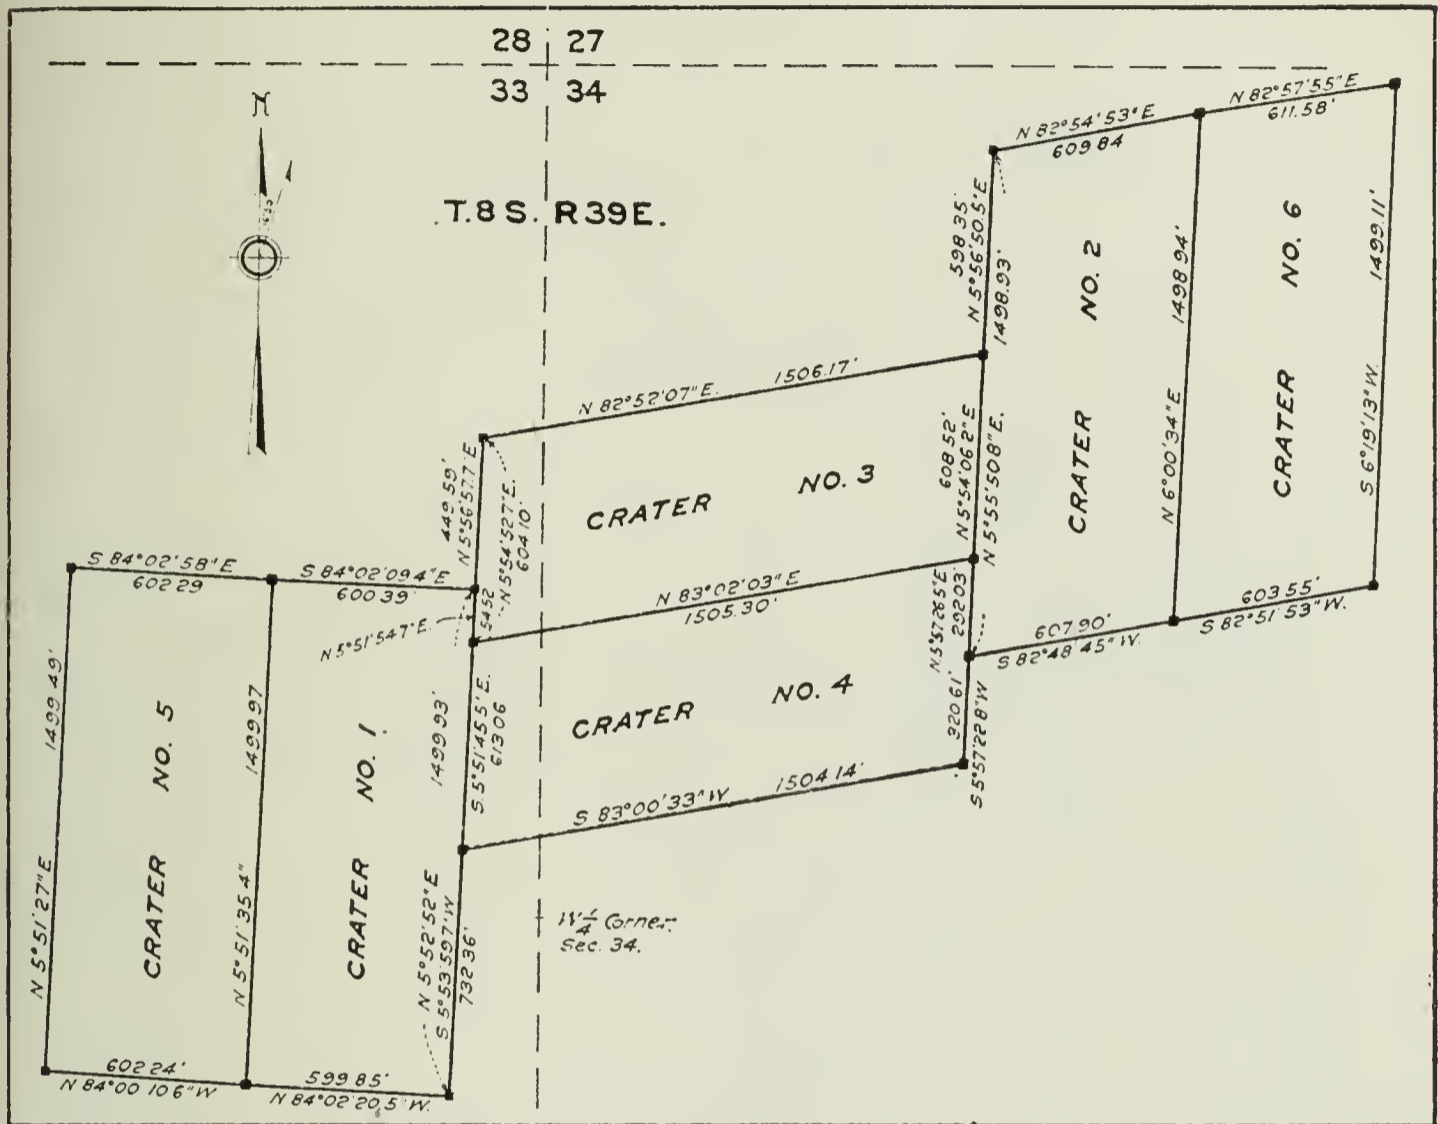 28 27
33 34
N
T.8 S. R 39 E.
N 82°54'53"E
609 84
N 82°57'55"E
611.58'
598 35'
N 5°56'50.5"E
1498.93'
CRATER NO. 2
1498 94'
N 6°00'34"E
CRATER NO. 6
1499.11'
S 6°19'13"W.
N 82°52'07"E.
1506.17'
449 59'
N 5°56'57.7"E
N 5°54'52.7"E.
604 10'
CRATER NO. 3
608 52'
N 5°54'06 2"E
N 5°55'50 8"E.
S 84°02'58"E
602 29
S 84°02'09 4"E
600 39'
N 5°51'54 7"E.
54 52
N 83°02'03"E
1505.30'
N 5°57'26 5"E
292 03'
607 90'
S 82°48'45"W.
603 55'
S 82°51'53"W.
1499 49'
N 5°51'27"E
CRATER NO. 5
1499 97
N 5°51'35 4"
CRATER NO. 1
1499 93'
S. 5°51'45 5"E.
613 06
CRATER NO. 4
320 61'
S 5°57'22 8"W
S 83°00'33"W
1504 14'
N 5°52'52"E
S 5°53'59 7"W
732 36'
W 1/4 Corner.
Sec. 34.
602 24'
N 84°00 10 6"W
599 85'
N 84°02'20,5"W.